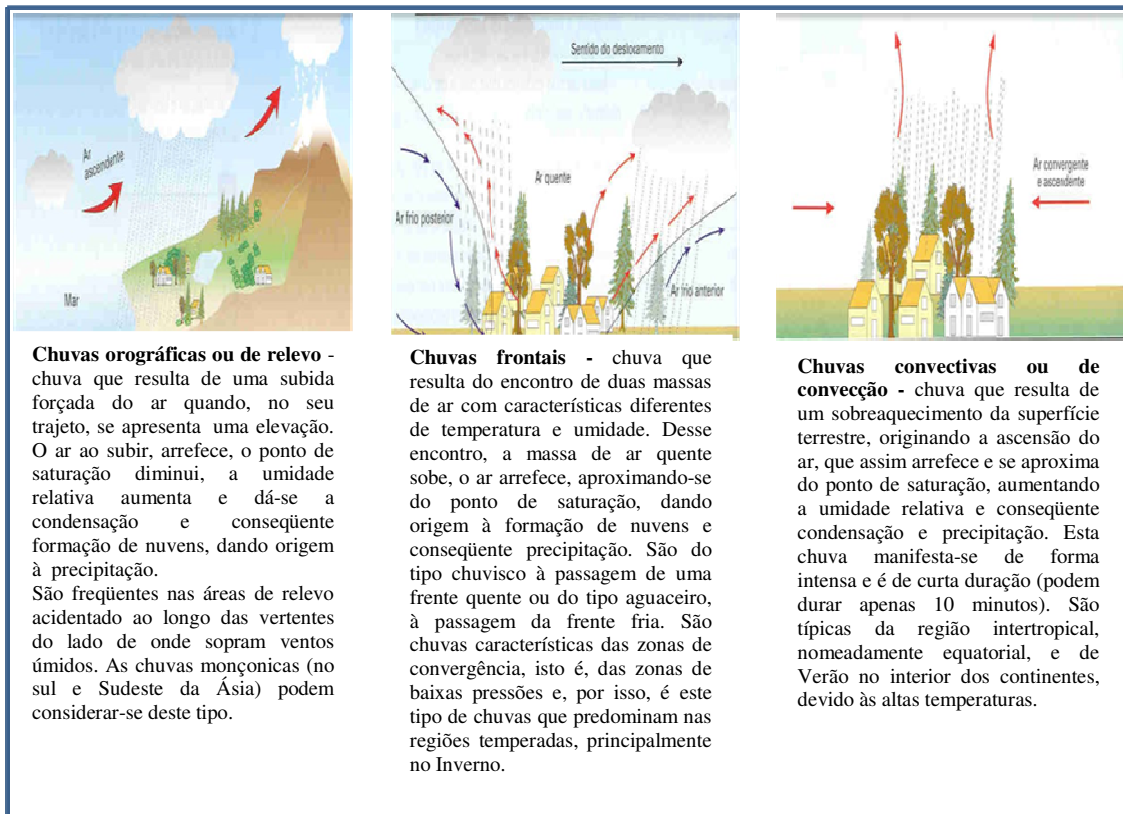 Ar
ascendente
Mar
Chuvas orográficas ou de relevo -
chuva que resulta de uma subida
forçada do ar quando, no seu
trajeto, se apresenta uma elevação.
O ar ao subir, arrefece, o ponto de
saturação diminui, a umidade
relativa aumenta e dá-se a
condensação e conseqüente
formação de nuvens, dando origem
à precipitação.
São freqüentes nas áreas de relevo
acidentado ao longo das vertentes
do lado de onde sopram ventos
úmidos. As chuvas monçonicas (no
sul e Sudeste da Ásia) podem
considerar-se deste tipo.
Sentido do deslocamento
Ar quente
Ar frio posterior
Ar frio anterior
Chuvas frontais - chuva que
resulta do encontro de duas massas
de ar com características diferentes
de temperatura e umidade. Desse
encontro, a massa de ar quente
sobe, o ar arrefece, aproximando-se
do ponto de saturação, dando
origem à formação de nuvens e
conseqüente precipitação. São do
tipo chuvisco à passagem de uma
frente quente ou do tipo aguaceiro,
à passagem da frente fria. São
chuvas características das zonas de
convergência, isto é, das zonas de
baixas pressões e, por isso, é este
tipo de chuvas que predominam nas
regiões temperadas, principalmente
no Inverno.
Ar convergente
e ascendente
Chuvas convectivas ou de
convecção - chuva que resulta de
um sobreaquecimento da superfície
terrestre, originando a ascensão do
ar, que assim arrefece e se aproxima
do ponto de saturação, aumentando
a umidade relativa e conseqüente
condensação e precipitação. Esta
chuva manifesta-se de forma
intensa e é de curta duração (podem
durar apenas 10 minutos). São
típicas da região intertropical,
nomeadamente equatorial, e de
Verão no interior dos continentes,
devido às altas temperaturas.